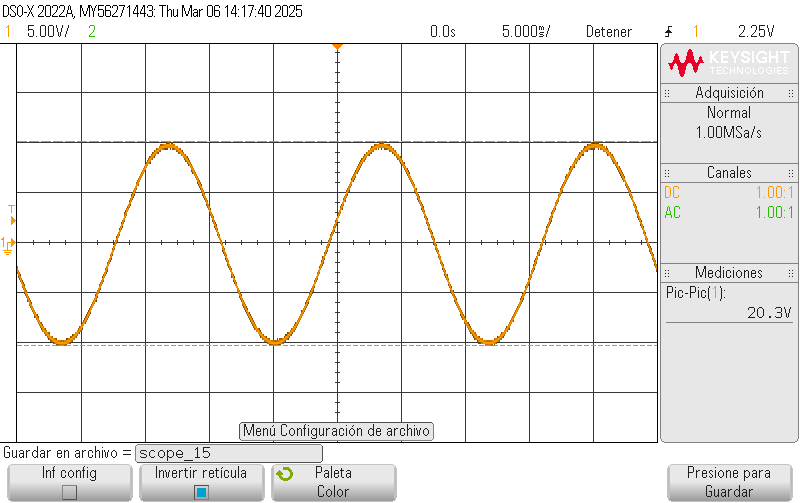 DSO-X 2022A, MY56271443: Thu Mar 06 14:17:40 2025
1 5.00V/ 2 0.0s 5.000ms/ Detener 1 2.25V
KEYSIGHT
TECHNOLOGIES
Adquisición
Normal
1.00MSa/s
Canales
DC 1.00:1
AC 1.00:1
Mediciones
Pic-Pic(1):
20.3V
T
1
Menú Configuración de archivo
Guardar en archivo = scope_15
Inf config
Invertir retícula
Paleta
Color
Presione para
Guardar